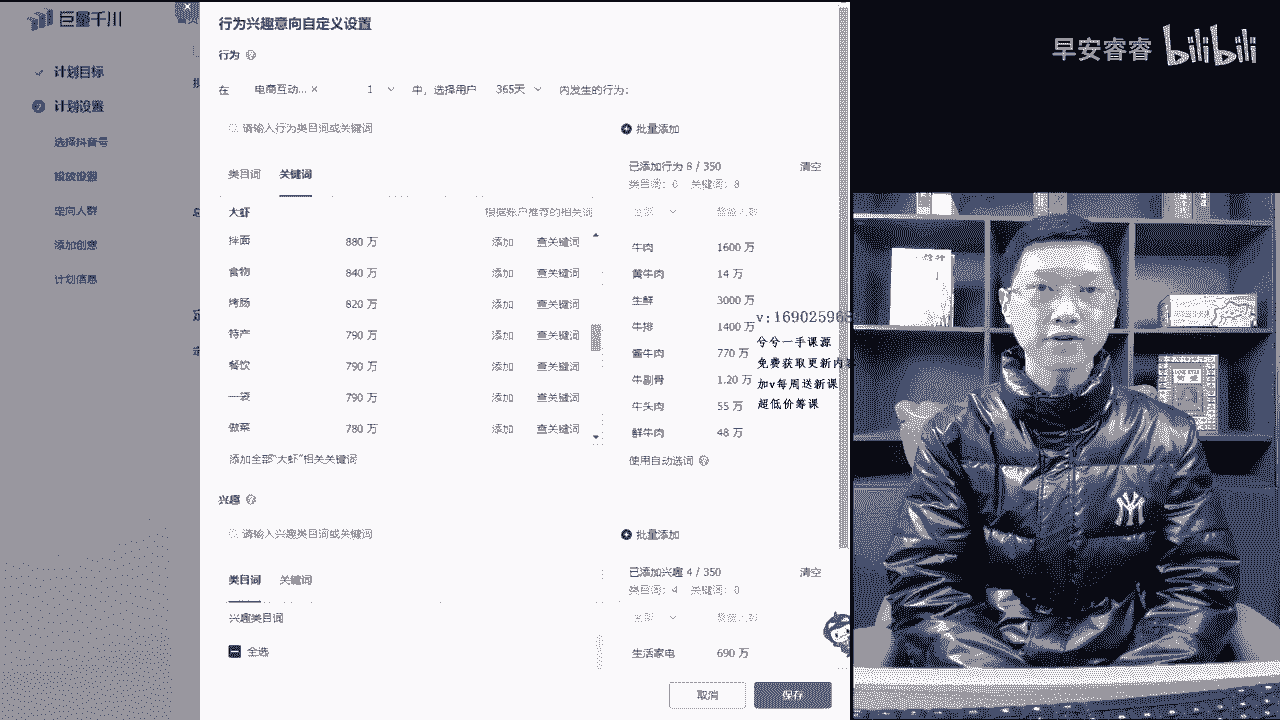 巨量千川
计划目标
计划设置
选择抖音号
投放设置
定向人群
添加创意
计划信息
行为兴趣意向自定义设置
行为
在 电商互动... × 1 中，选择用户 365天 内发生的行为：
请输入行为类目词或关键词
批量添加
类目词 关键词
已添加行为 8 / 350 清空
类目词：0 关键词：8
大虾 根据账户推荐的相关词
拌面 880 万 添加 查关键词
食物 840 万 添加 查关键词
烤肠 820 万 添加 查关键词
特产 790 万 添加 查关键词
餐饮 790 万 添加 查关键词
一袋 790 万 添加 查关键词
做菜 780 万 添加 查关键词
添加全部“大虾”相关关键词
牛肉 1600 万
黄牛肉 14 万
生鲜 3000 万
牛排 1400 万
酱牛肉 770 万
牛副骨 1.20 万
牛头肉 55 万
鲜牛肉 48 万
使用自动选词
兴趣
请输入兴趣类目词或关键词
批量添加
类目词 关键词
已添加兴趣 4 / 350 清空
类目词：4 关键词：0
兴趣类目词
全选
生活家电 690 万
取消 保存
早安睿睿 bilibili
v:16902596
兮兮一手课源
免费获取更新内容
加v每周送新课
超低价筹课
NY